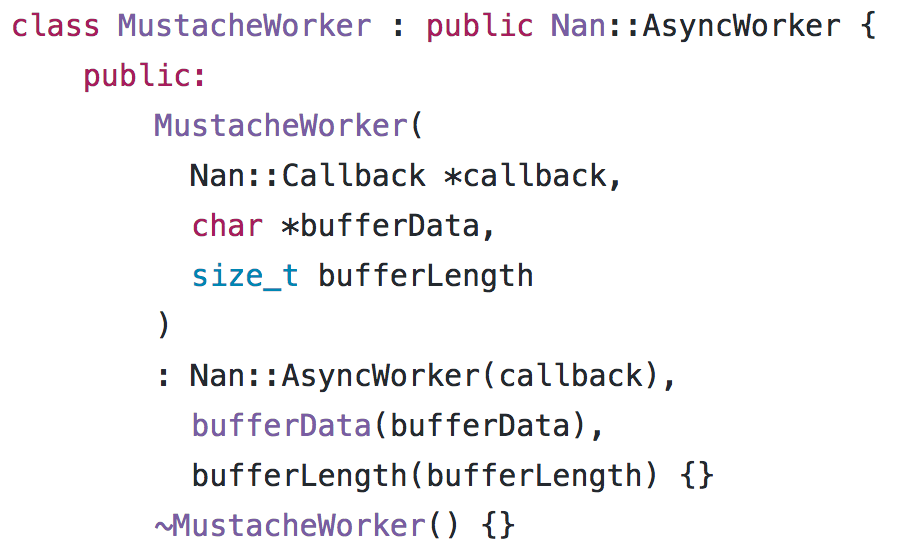 class MustacheWorker : public Nan::AsyncWorker {
    public:
        MustacheWorker(
          Nan::Callback *callback,
          char *bufferData,
          size_t bufferLength
        )
        : Nan::AsyncWorker(callback),
          bufferData(bufferData),
          bufferLength(bufferLength) {}
        ~MustacheWorker() {}